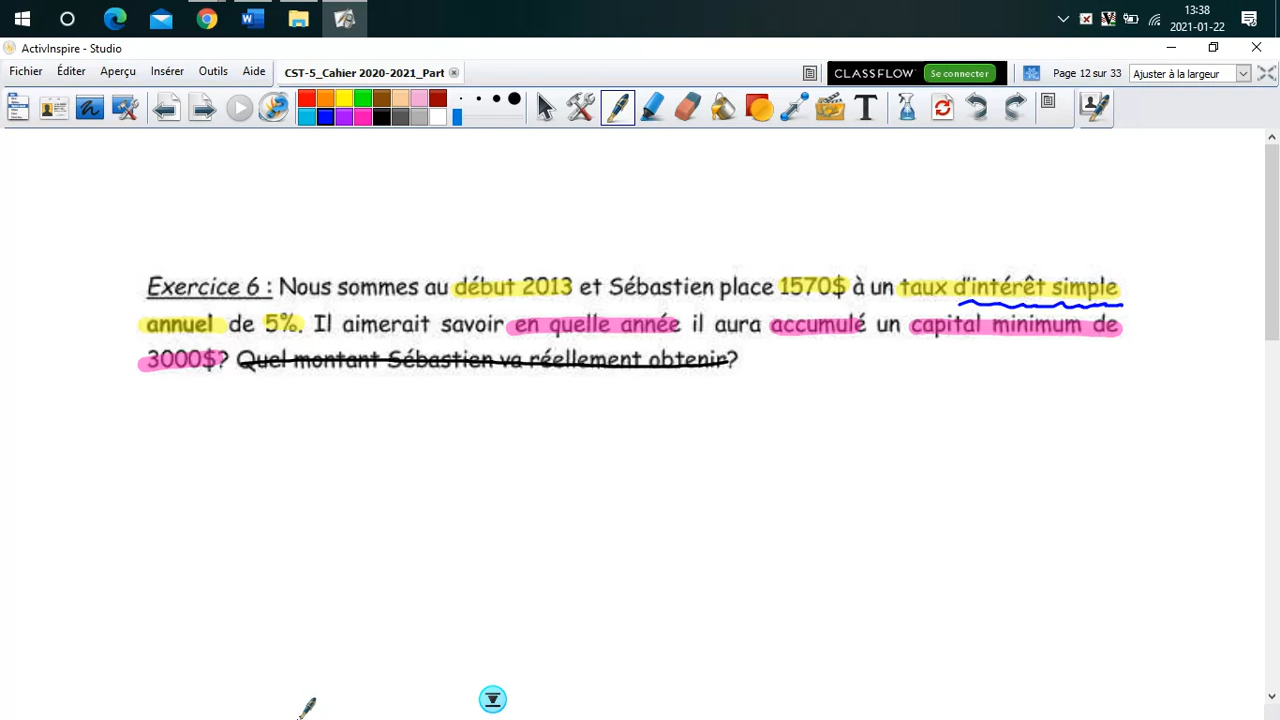 13:38
2021-01-22
ActivInspire - Studio
Fichier Éditer Aperçu Insérer Outils Aide CST-5_Cahier 2020-2021_Part CLASSFLOW Se connecter Page 12 sur 33 Ajuster à la largeur
Exercice 6 : Nous sommes au début 2013 et Sébastien place 1570$ à un taux d'intérêt simple
annuel de 5%. Il aimerait savoir en quelle année il aura accumulé un capital minimum de
3000$? Quel montant Sébastien va réellement obtenir?